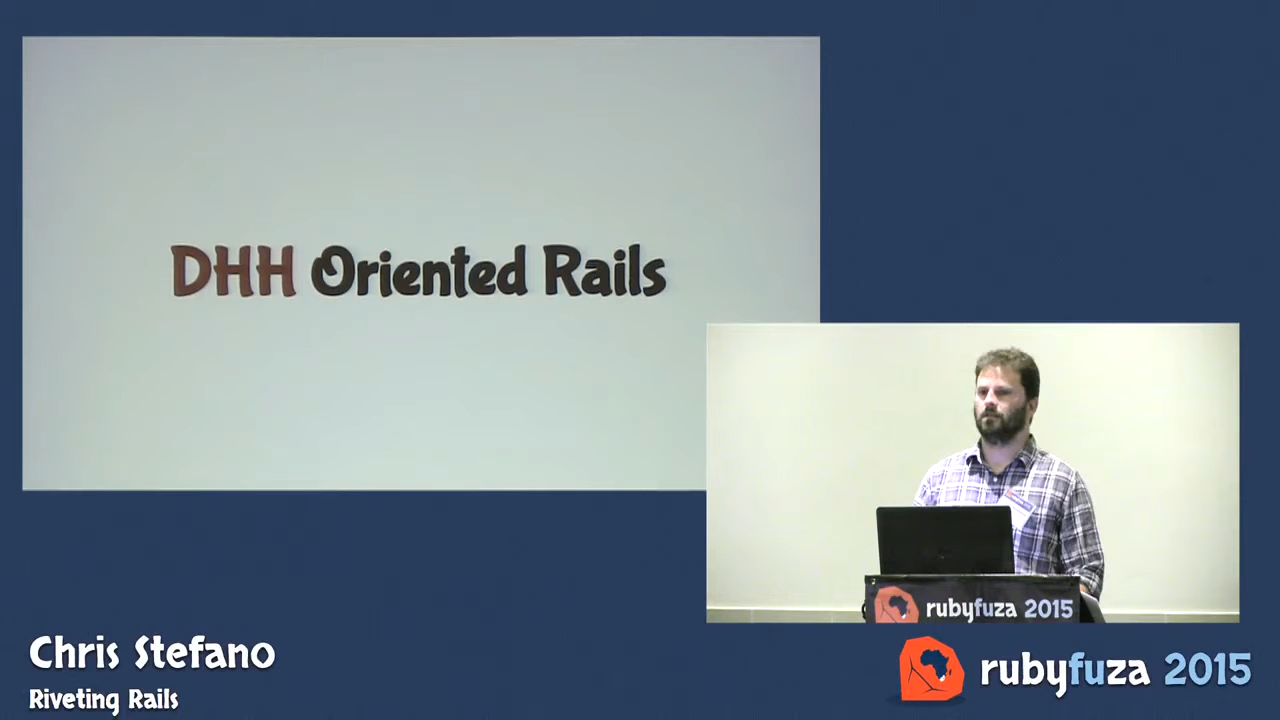 DHH Oriented Rails
rubyfuza 2015
Chris Stefano
Riveting Rails
rubyfuza 2015